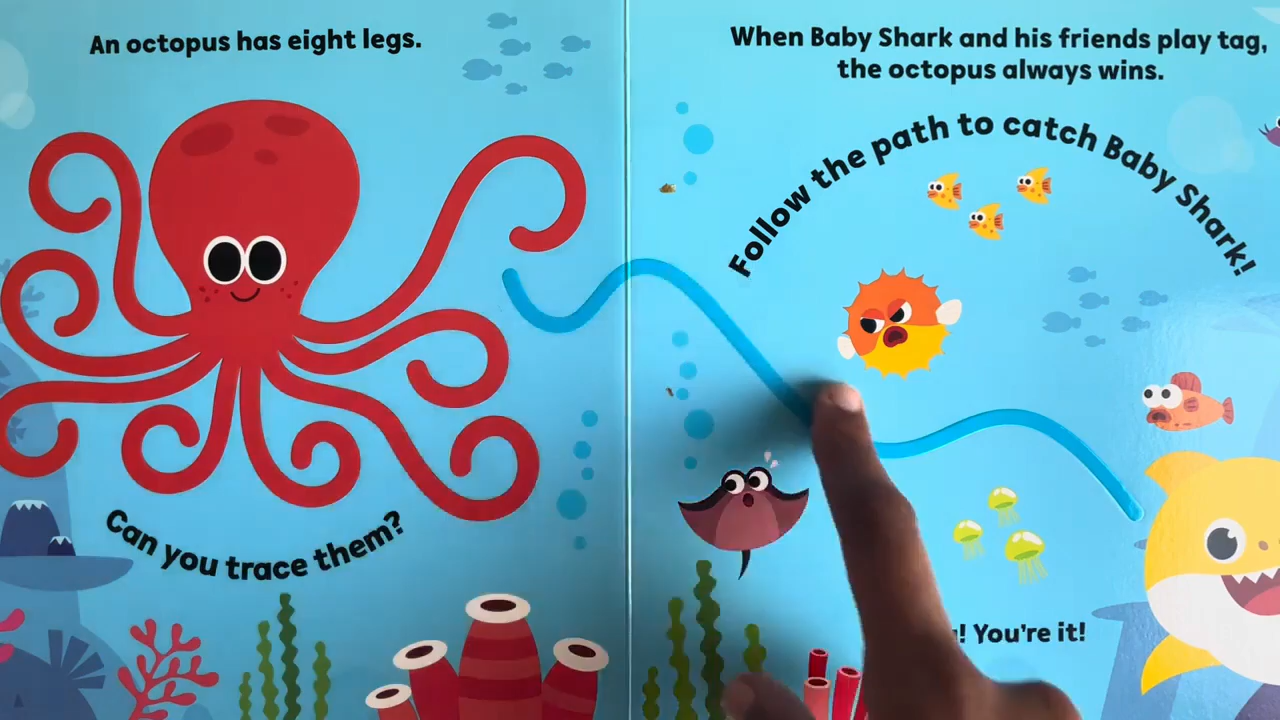 An octopus has eight legs.
Can you trace them?
When Baby Shark and his friends play tag,
the octopus always wins.
Follow the path to catch Baby Shark!
You're it!